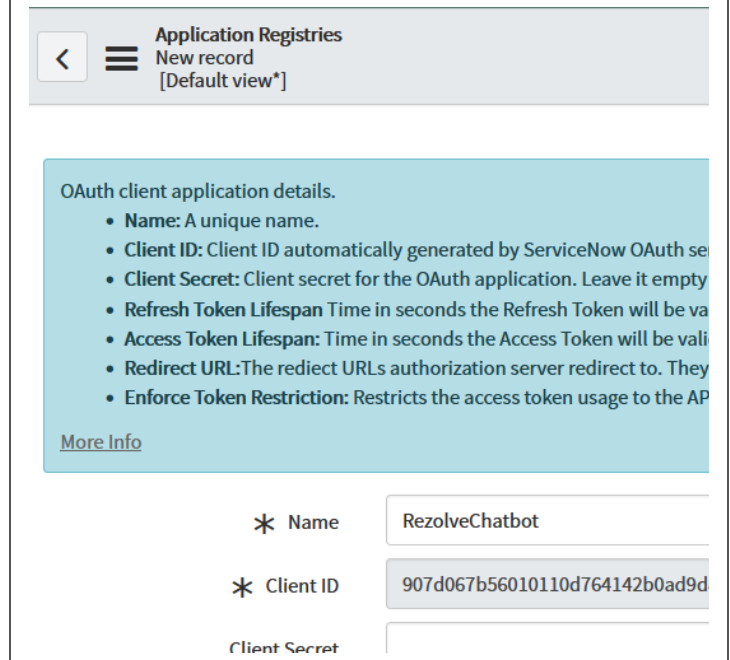 Application Registries
New record
[Default view*]
OAuth client application details.
• Name: A unique name.
• Client ID: Client ID automatically generated by ServiceNow OAuth se
• Client Secret: Client secret for the OAuth application. Leave it empty
• Refresh Token Lifespan Time in seconds the Refresh Token will be va
• Access Token Lifespan: Time in seconds the Access Token will be vali
• Redirect URL:The rediect URLs authorization server redirect to. They
• Enforce Token Restriction: Restricts the access token usage to the AP
More Info
Name
RezolveChatbot
Client ID
907d067b56010110d764142b0ad9d
Client Secret